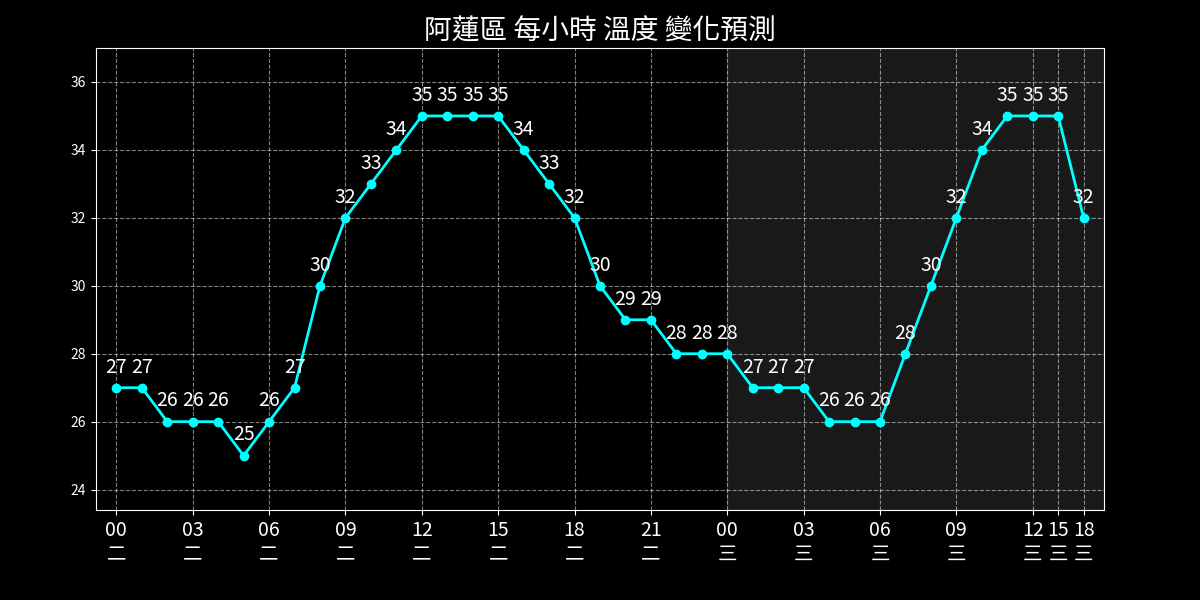 阿蓮區 每小時 溫度 變化預測
36
35 35 35 35 35 35 35
34 34 34 34
33 33
32 32 32 32 32
30 30 30 30
29 29
28 28 28 28 28
27 27 27 27 27 27
26 26 26 26 26 26 26 26
25
24
00 03 06 09 12 15 18 21 00 03 06 09 12 15 18
二 二 二 二 二 二 二 二 三 三 三 三 三 三 三